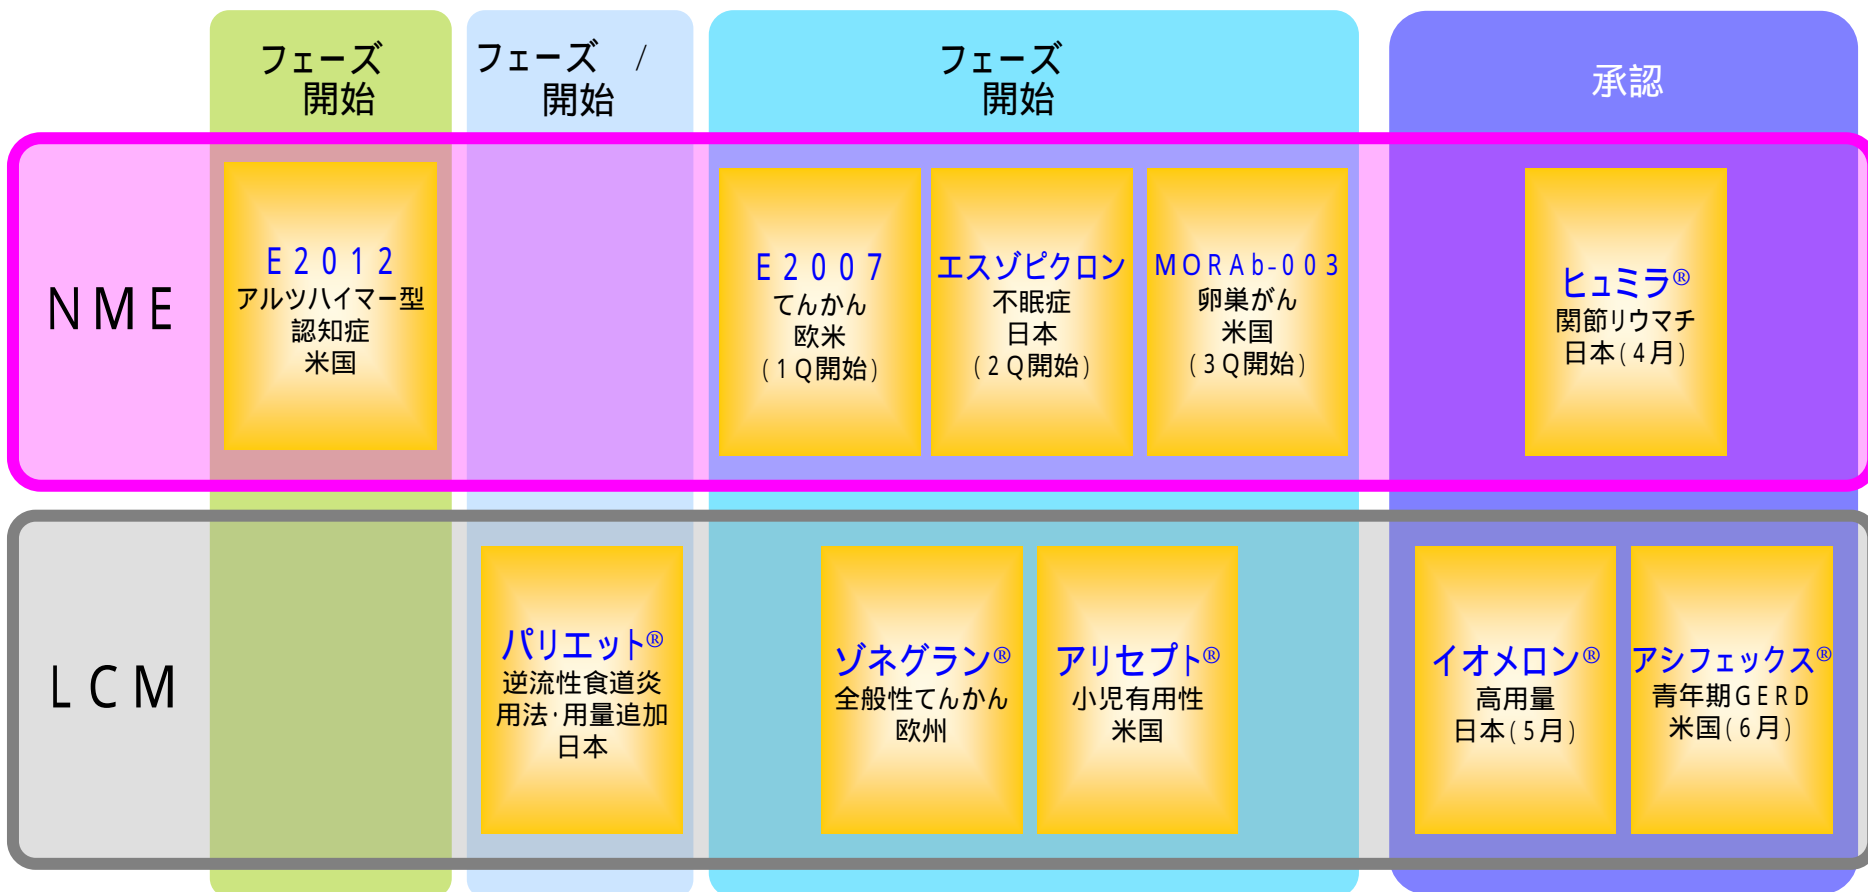 フェーズ
開始
フェーズ /
開始
フェーズ
開始
承認
NME
E2012
アルツハイマー型
認知症
米国
E2007
てんかん
欧米
(1Q開始)
エスゾピクロン
不眠症
日本
(2Q開始)
MORAb-003
卵巣がん
米国
(3Q開始)
ヒュミラ®
関節リウマチ
日本(4月)
LCM
パリエット®
逆流性食道炎
用法・用量追加
日本
ゾネグラン®
全般性てんかん
欧州
アリセプト®
小児有用性
米国
イオメロン®
高用量
日本(5月)
アシフェックス®
青年期GERD
米国(6月)